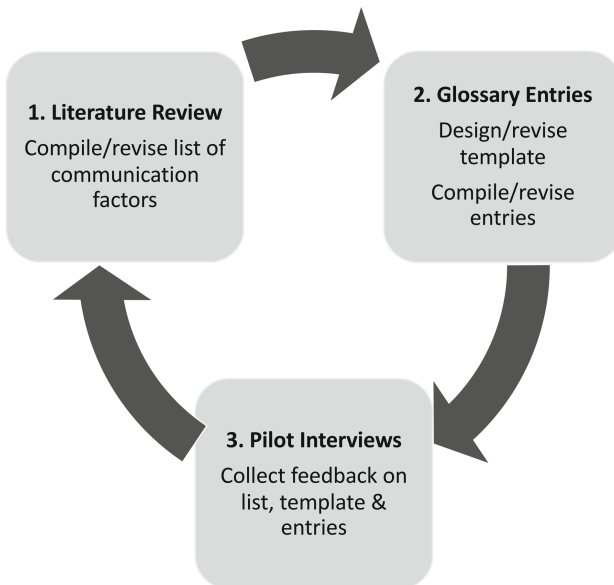 1. Literature Review
Compile/revise list of
communication
factors
2. Glossary Entries
Design/revise
template
Compile/revise
entries
3. Pilot Interviews
Collect feedback on
list, template &
entries